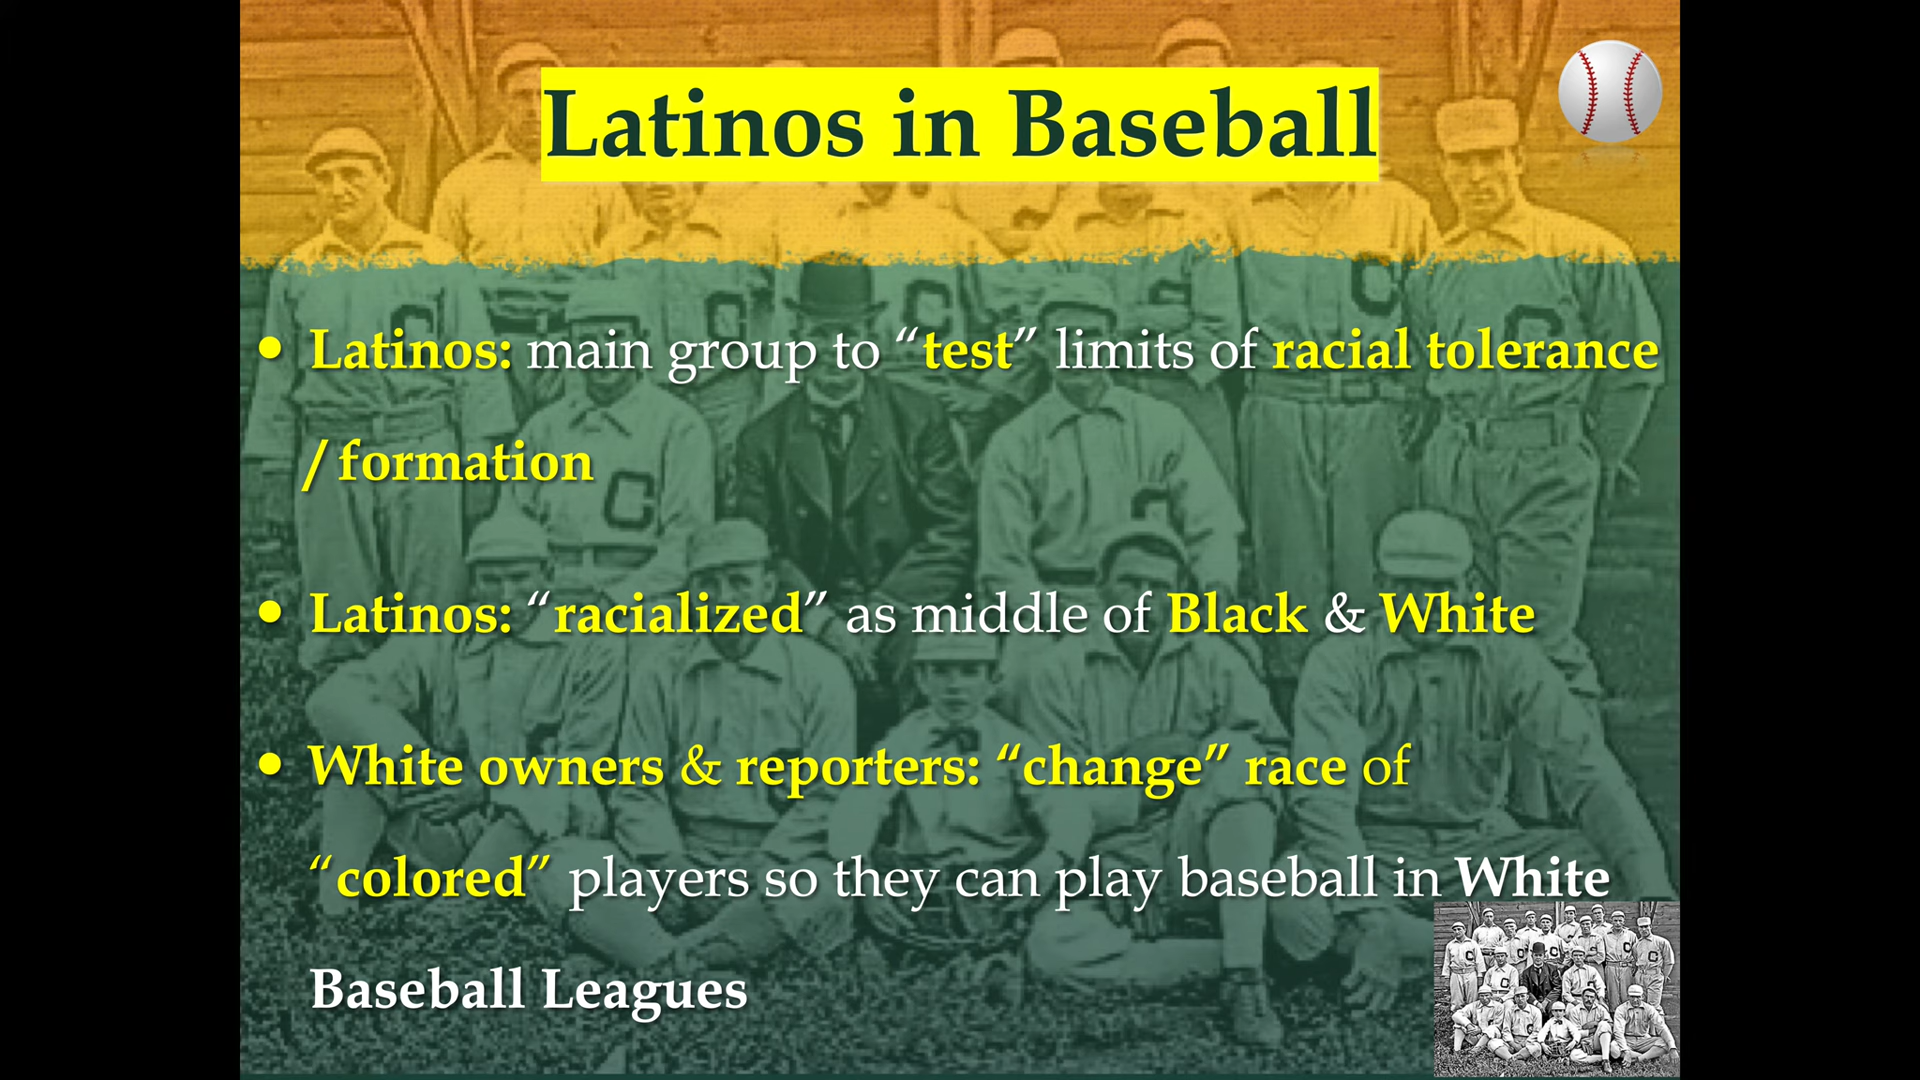 Latinos in Baseball
• Latinos: main group to “test” limits of racial tolerance
/ formation
• Latinos: “racialized” as middle of Black & White
• White owners & reporters: “change” race of
“colored” players so they can play baseball in White
Baseball Leagues